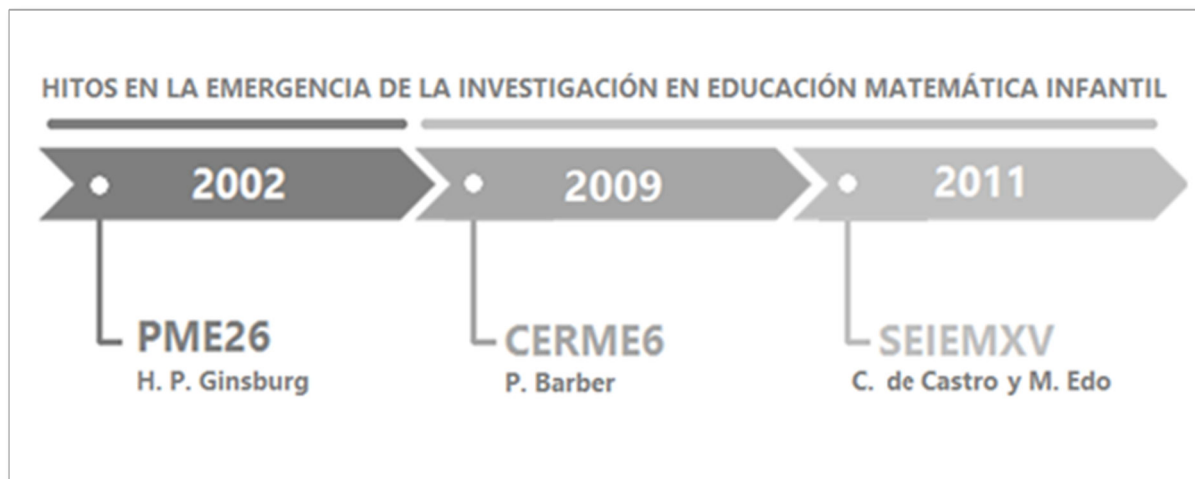 HITOS EN LA EMERGENCIA DE LA INVESTIGACIÓN EN EDUCACIÓN MATEMÁTICA INFANTIL
2002
2009
2011
PME26
H. P. Ginsburg
CERME6
P. Barber
SEIEMXV
C. de Castro y M. Edo